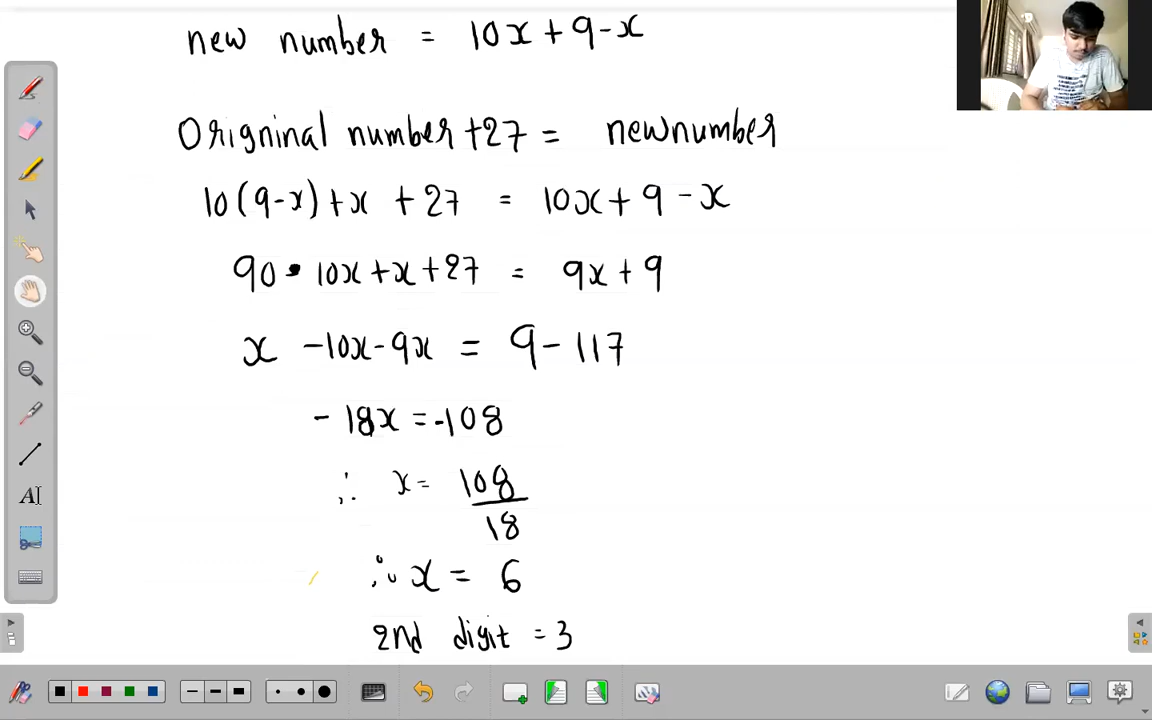 new number = 10x + 9 - x
Origninal number + 27 = newnumber
10(9-x) + x + 27 = 10x + 9 - x
90 - 10x + x + 27 = 9x + 9
x - 10x - 9x = 9 - 117
- 18x = -108
∴ x = 108/18
∴ x = 6
2nd digit = 3